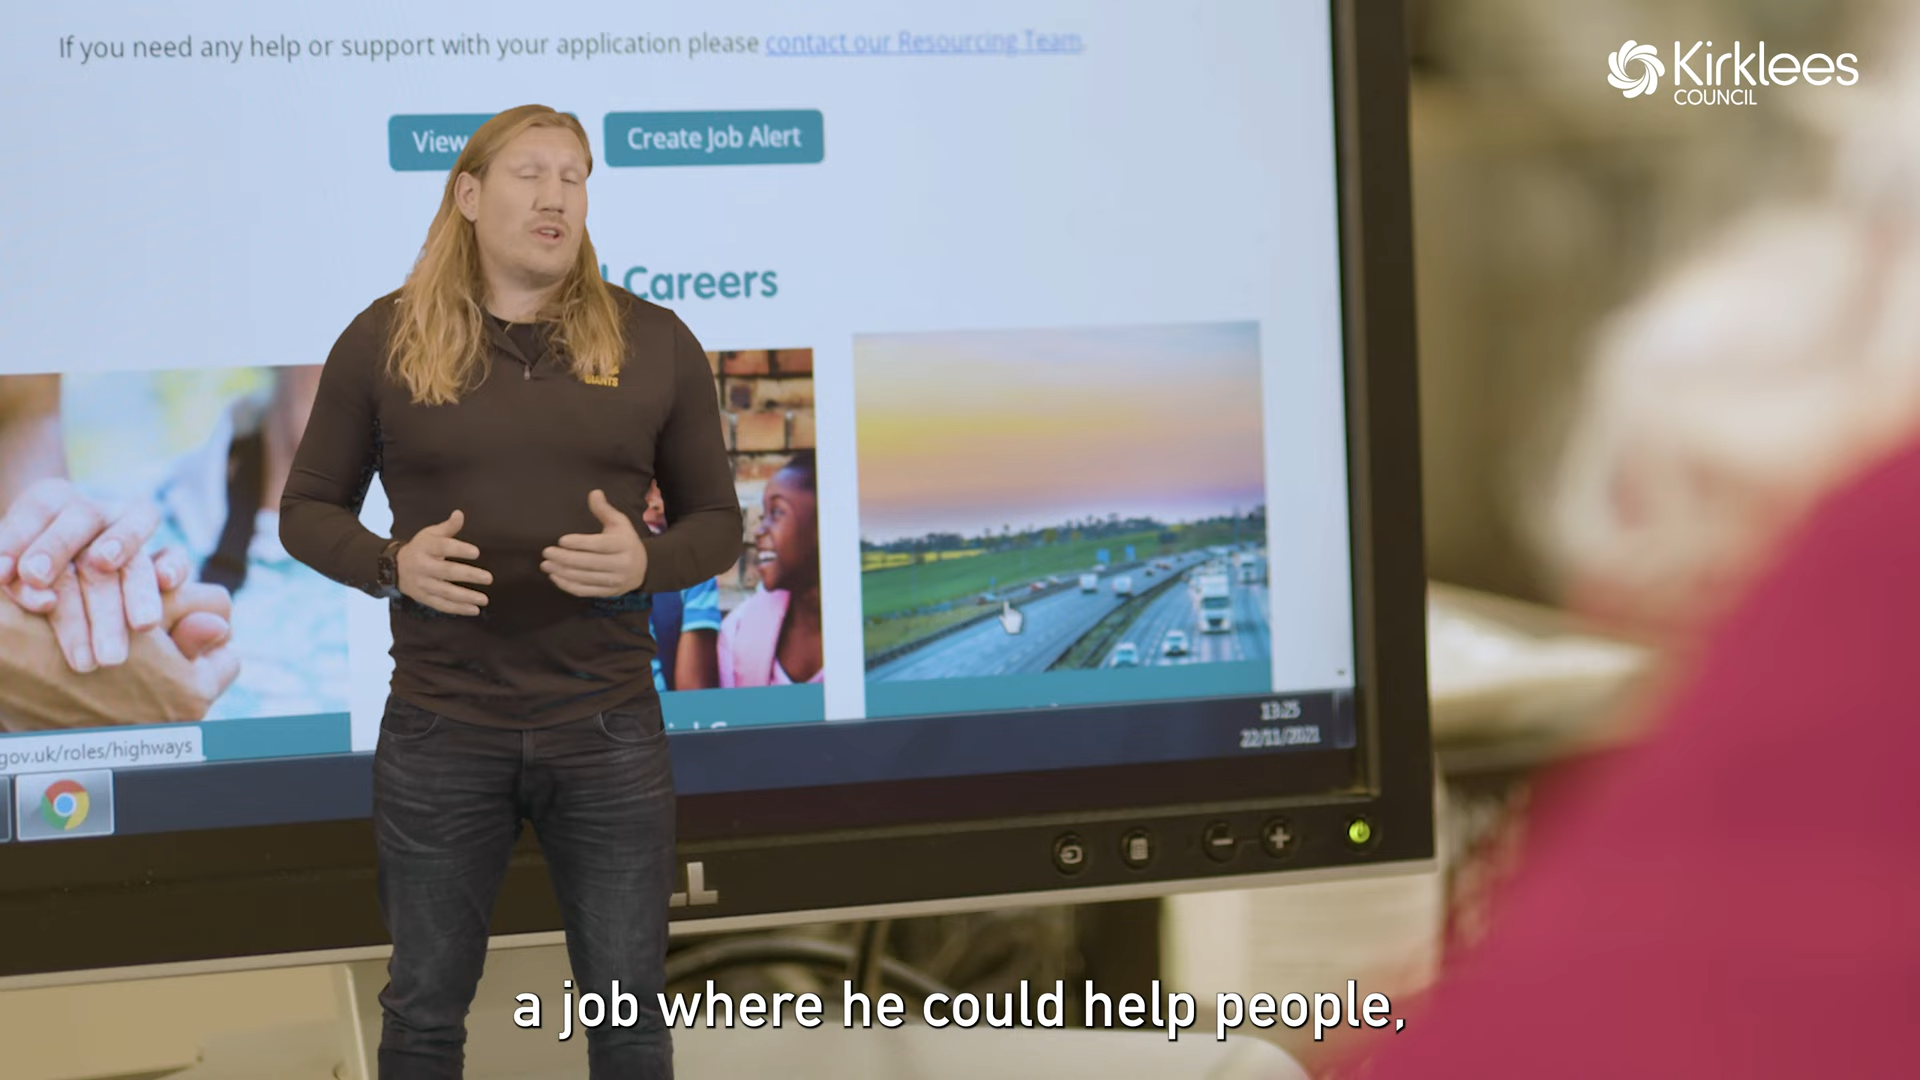 If you need any help or support with your application please contact our Resourcing Team.
Kirklees
COUNCIL
View
Create Job Alert
Careers
GIANTS
gov.uk/roles/highways
13:25
22/11/2021
a job where he could help people,